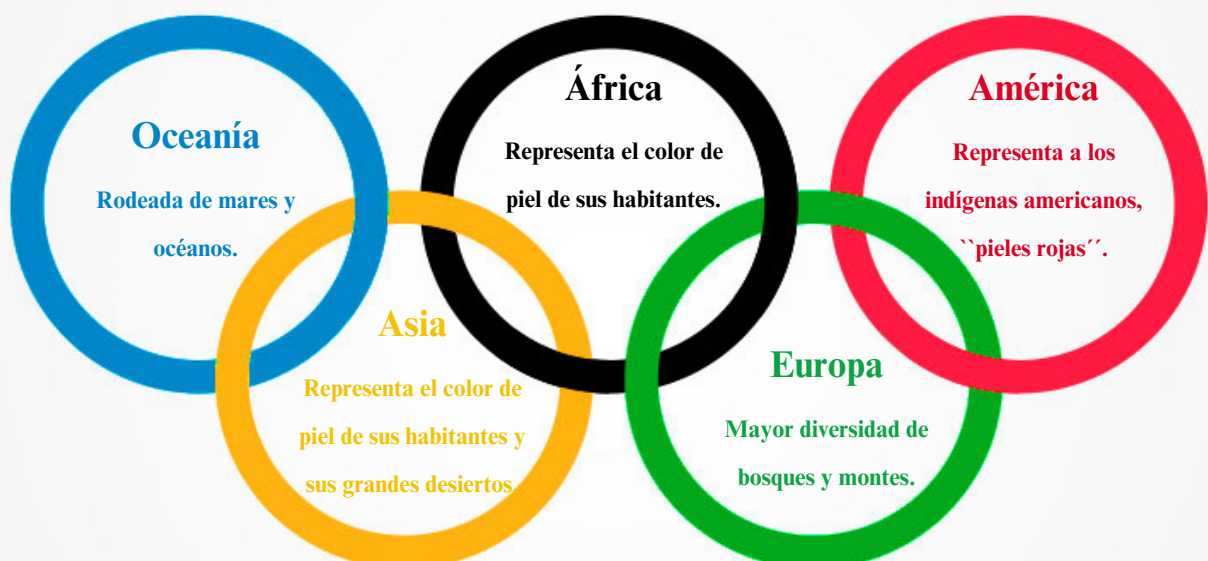 Oceanía
Rodeada de mares y
océanos.
Asia
Representa el color de
piel de sus habitantes y
sus grandes desiertos
África
Representa el color de
piel de sus habitantes.
Europa
Mayor diversidad de
bosques y montes.
América
Representa a los
indígenas americanos,
``pieles rojas´´.